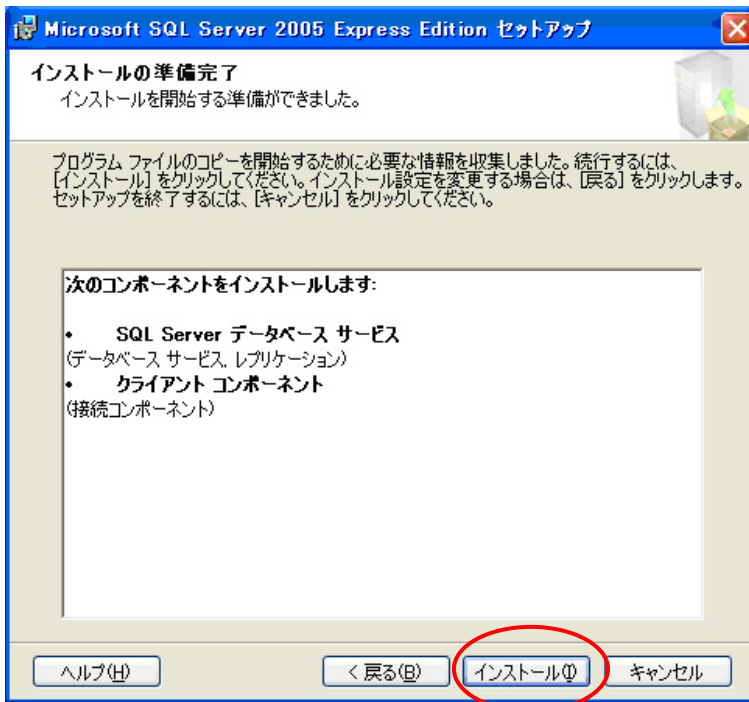 Microsoft SQL Server 2005 Express Edition セットアップ
インストールの準備完了
インストールを開始する準備ができました。
プログラム ファイルのコピーを開始するために必要な情報を収集しました。続行するには、
[インストール] をクリックしてください。インストール設定を変更する場合は、[戻る] をクリックします。
セットアップを終了するには、[キャンセル] をクリックしてください。
次のコンポーネントをインストールします:
• SQL Server データベース サービス
(データベース サービス, レプリケーション)
• クライアント コンポーネント
(接続コンポーネント)
ヘルプ(H) < 戻る(B) インストール(I) キャンセル